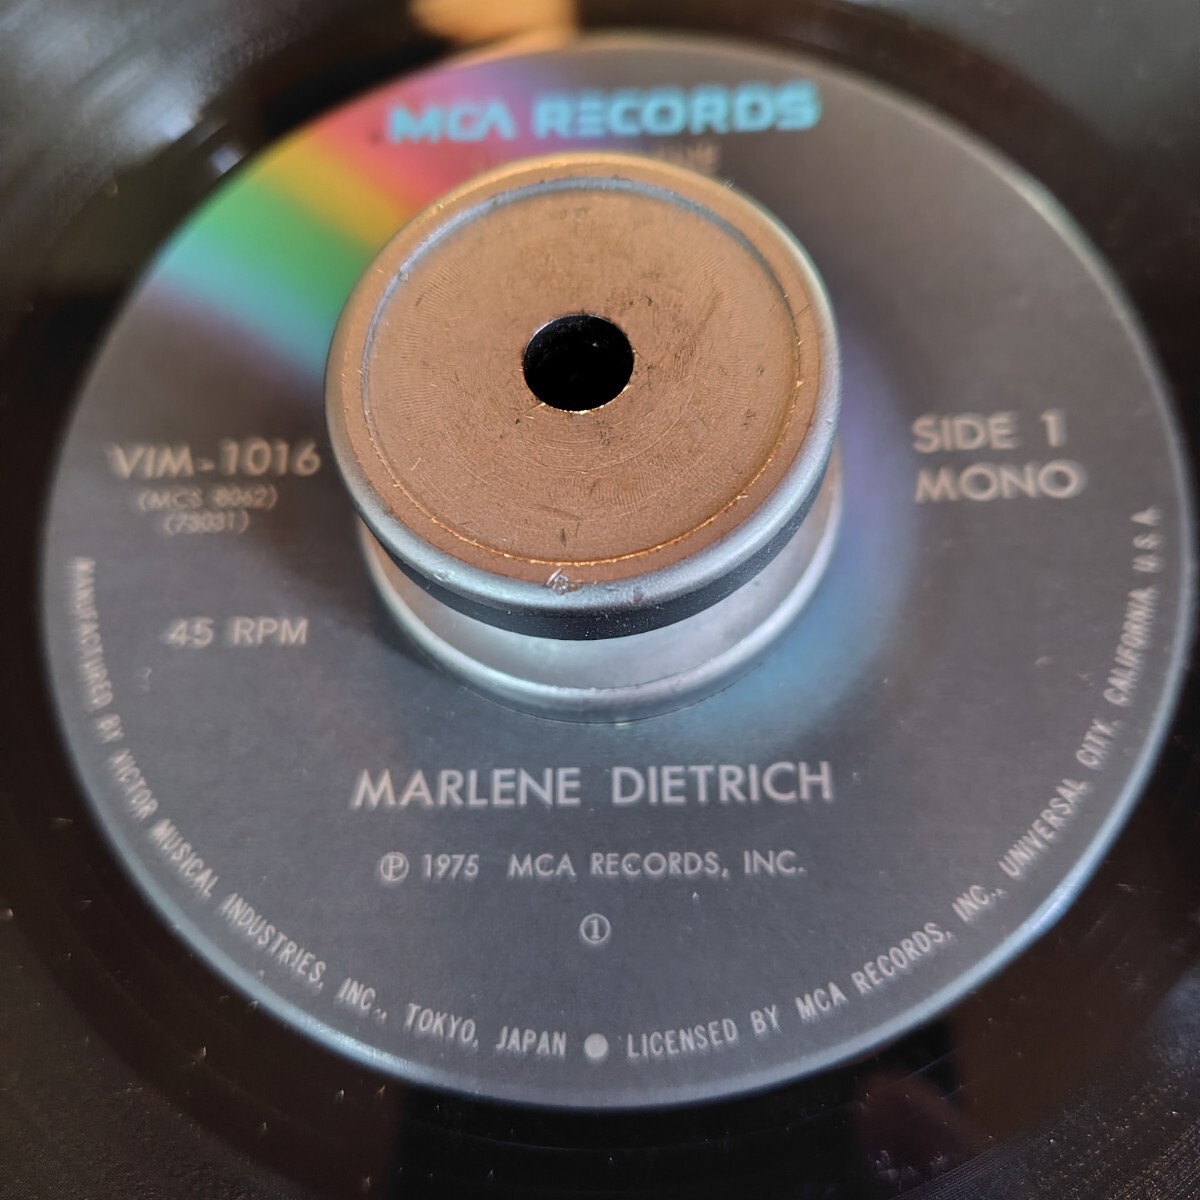 MCA RECORDS
VIM-1016
(MCS 8062)
(73031)
SIDE 1
MONO
45 RPM
MARLENE DIETRICH
Ⓟ 1975 MCA RECORDS, INC.
①
MANUFACTURED BY VICTOR MUSICAL INDUSTRIES, INC., TOKYO, JAPAN ● LICENSED BY MCA RECORDS, INC., UNIVERSAL CITY, CALIFORNIA, U.S.A.